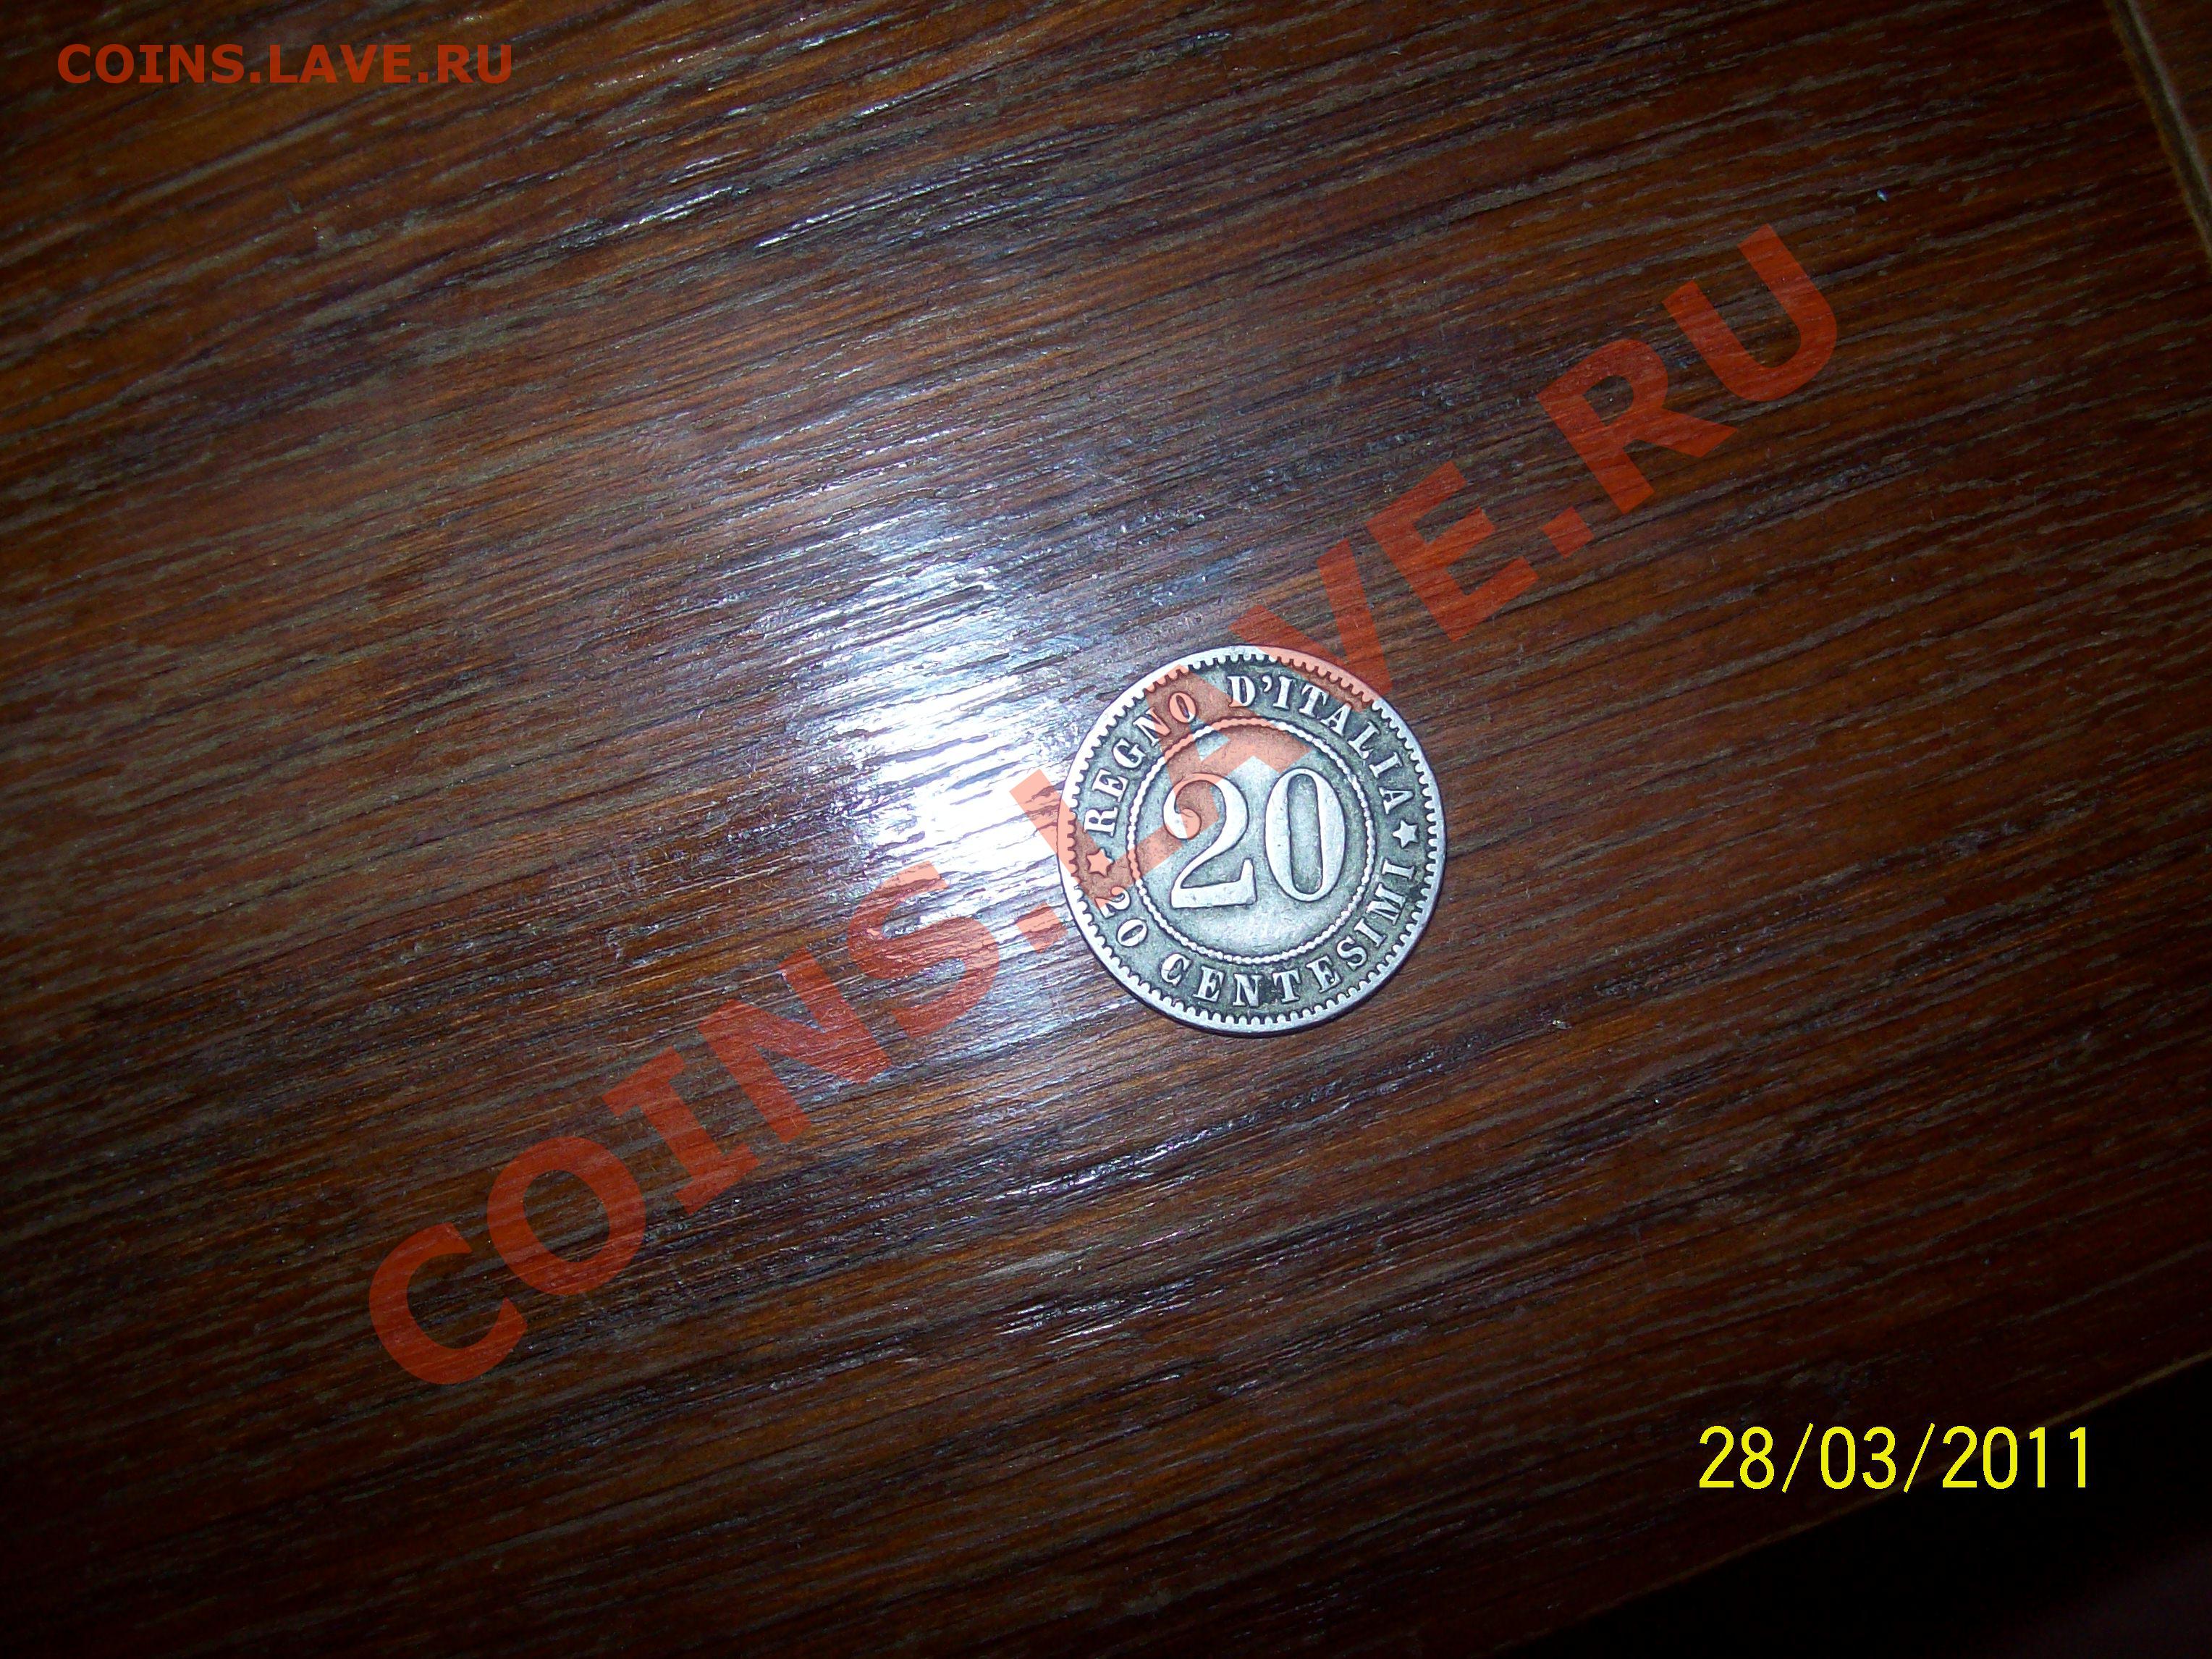 COINS.LAVE.RU
COINS.LAVE.RU
REGNO D'ITALIA
20
20 CENTESIMI
28/03/2011